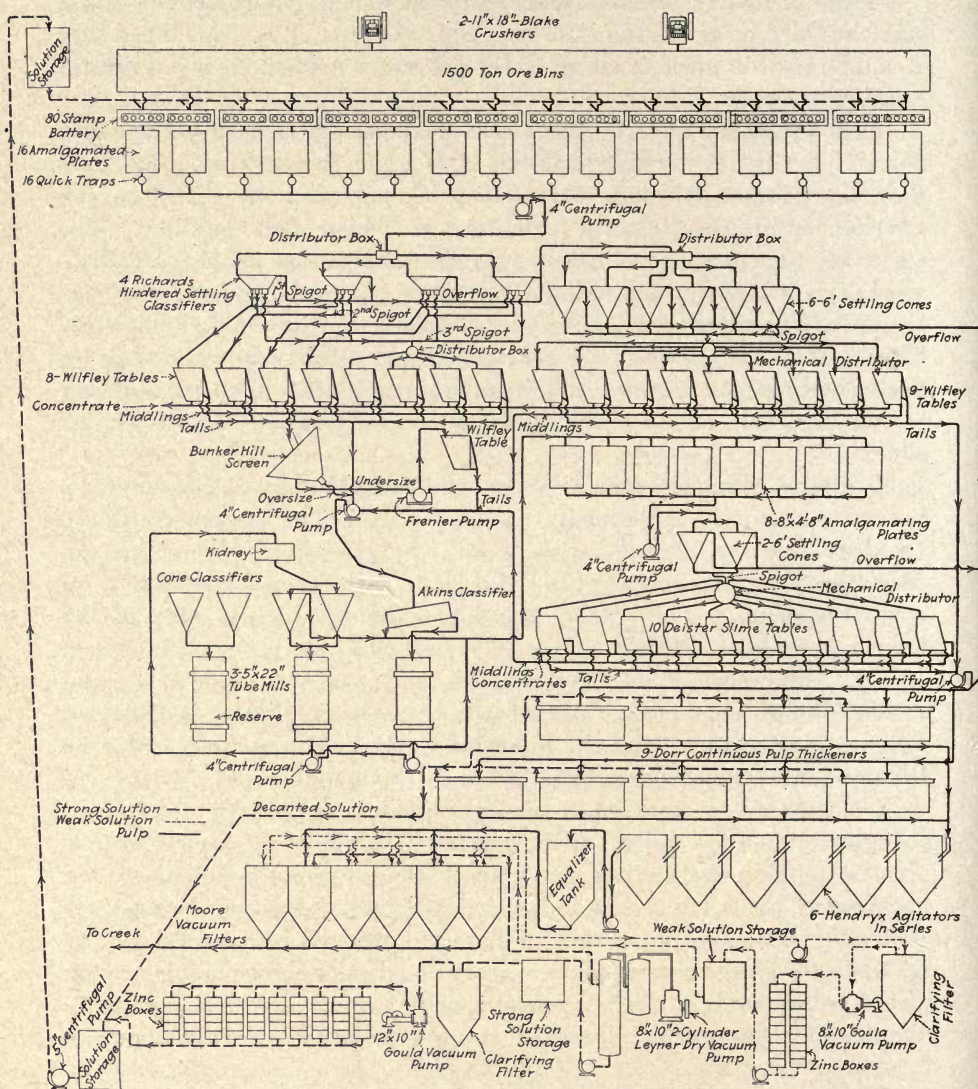 2-11"x18"-Blake
Crushers
Solution
Storage
1500 Ton Ore Bins
80 Stamp
Battery
16 Amalgamated
Plates
16 Quick Traps
4" Centrifugal
Pump
Distributor Box
Distributor Box
4 Richards
Hindered Settling
Classifiers
1st Spigot
Overflow
2nd Spigot
6-6' Settling Cones
3rd Spigot
Spigot
Overflow
Distributor Box
Mechanical Distributor
8-Wilfley Tables
9-Wilfley
Tables
Concentrate
Middlings
Tails
Wilfley
Table
Middlings
Tails
Bunker Hill
Screen
Undersize
Oversize
Tails
4" Centrifugal
Pump
Frenier Pump
8-8'x4'-8" Amalgamating
Plates
Kidney
2-6' Settling
Cones
4" Centrifugal
Pump
Overflow
Cone Classifiers
Spigot
Akins Classifier
Mechanical
Distributor
10 Deister Slime Tables
3-5"x22"
Tube Mills
Middlings
Concentrates
Tails
4" Centrifugal
Pump
Reserve
4" Centrifugal
Pump
9-Dorr Continuous Pulp Thickeners
Strong Solution
Decanted Solution
Weak Solution
Pulp
Equalizer
Tank
Moore
Vacuum
Filters
6-Hendryx Agitators
In Series
To Creek
Weak Solution Storage
5" Centrifugal
Pump
Zinc
Boxes
Strong
Solution
Storage
12"x10"
Gould Vacuum
Pump
Clarifying
Filter
8"x10" 2-Cylinder
Leyner Dry Vacuum
Pump
8"x10" Gould
Vacuum Pump
Clarifying
Filter
Zinc Boxes
Solution
Storage